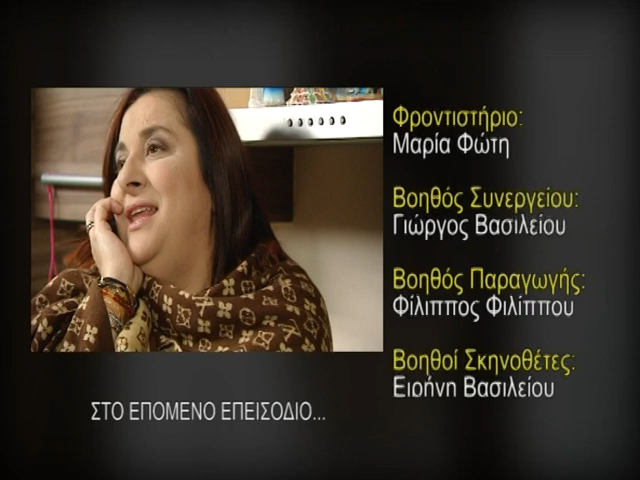 Φροντιστήριο:
Μαρία Φώτη
Βοηθός Συνεργείου:
Γιώργος Βασιλείου
Βοηθός Παραγωγής:
Φίλιππος Φιλίππου
Βοηθοί Σκηνοθέτες:
Ειρήνη Βασιλείου
ΣΤΟ ΕΠΟΜΕΝΟ ΕΠΕΙΣΟΔΙΟ...